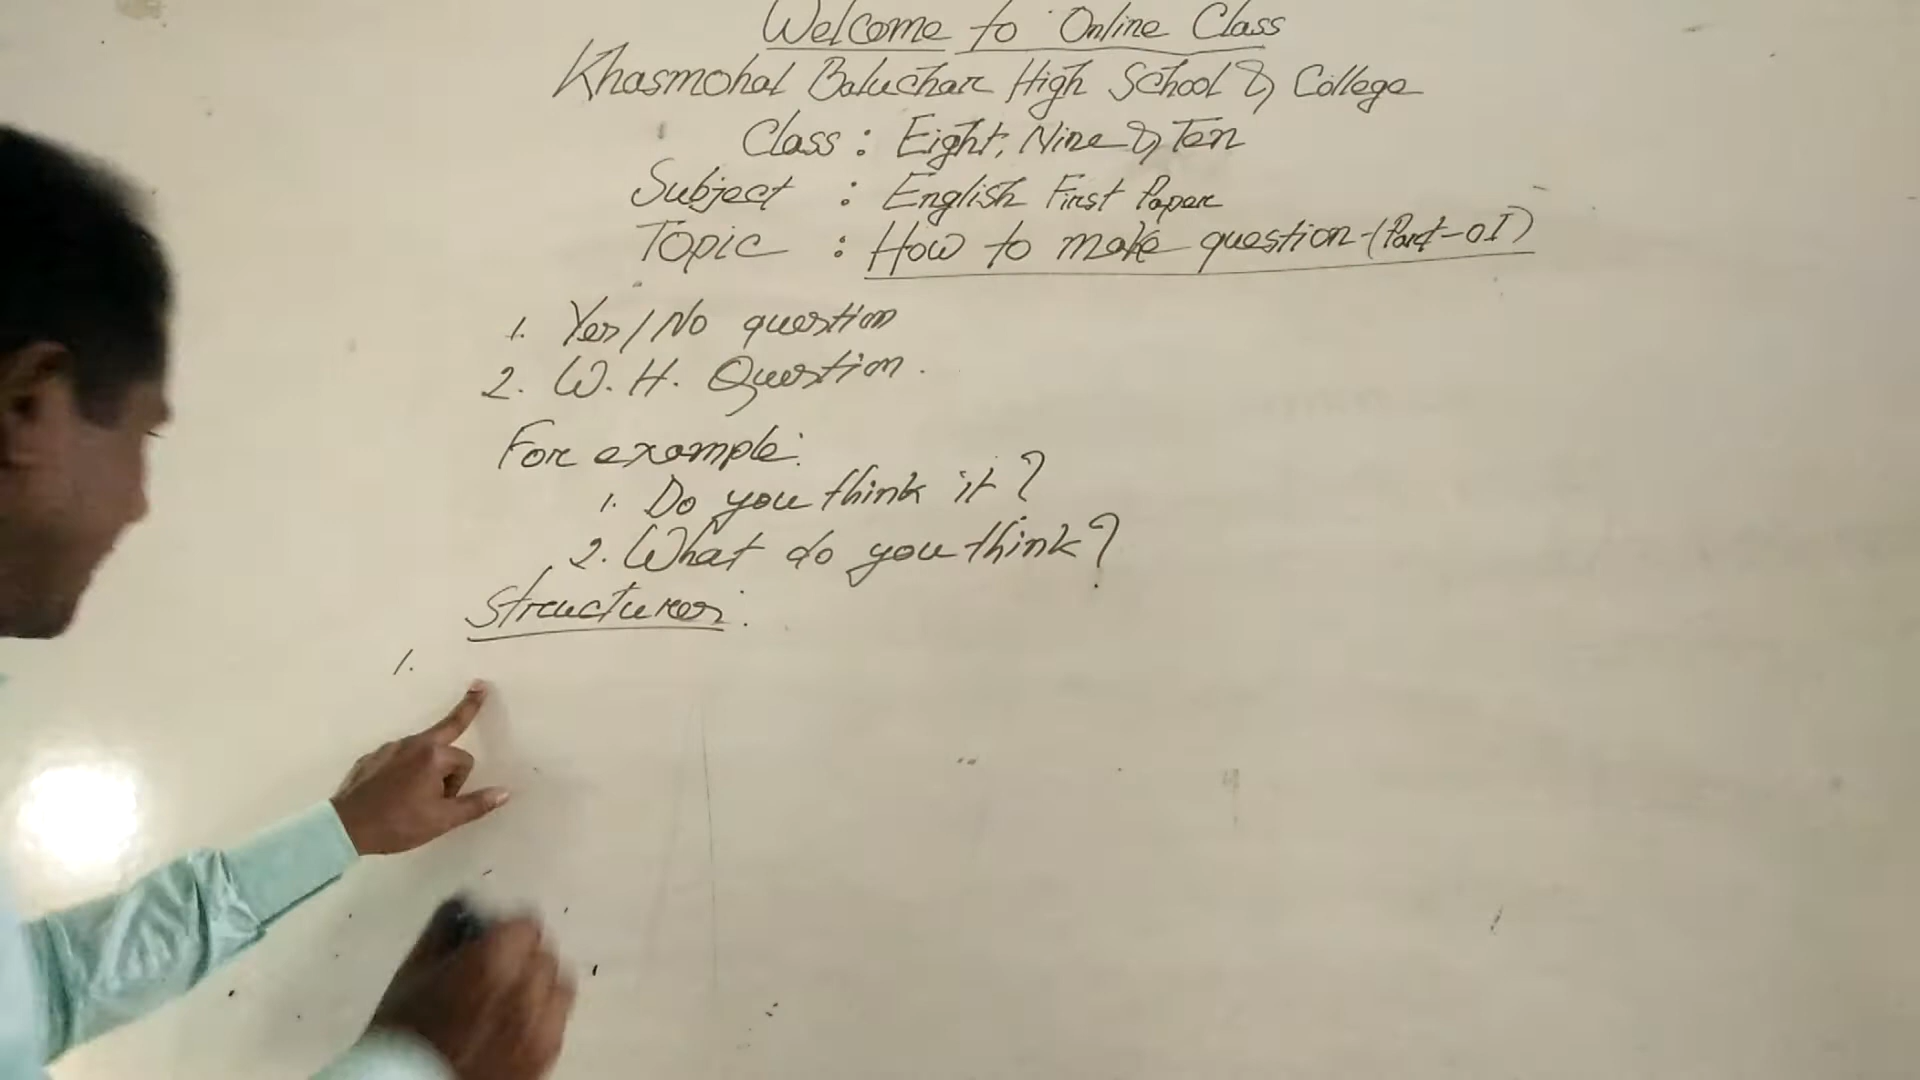 Welcome to Online Class
Khasmohal Baluchar High School & College
Class : Eight, Nine & Ten
Subject : English First Paper
Topic : How to make question-(Part-01)
1. Yes/No question
2. W.H. Question.
For example:
1. Do you think it?
2. What do you think?
Structures:
1.